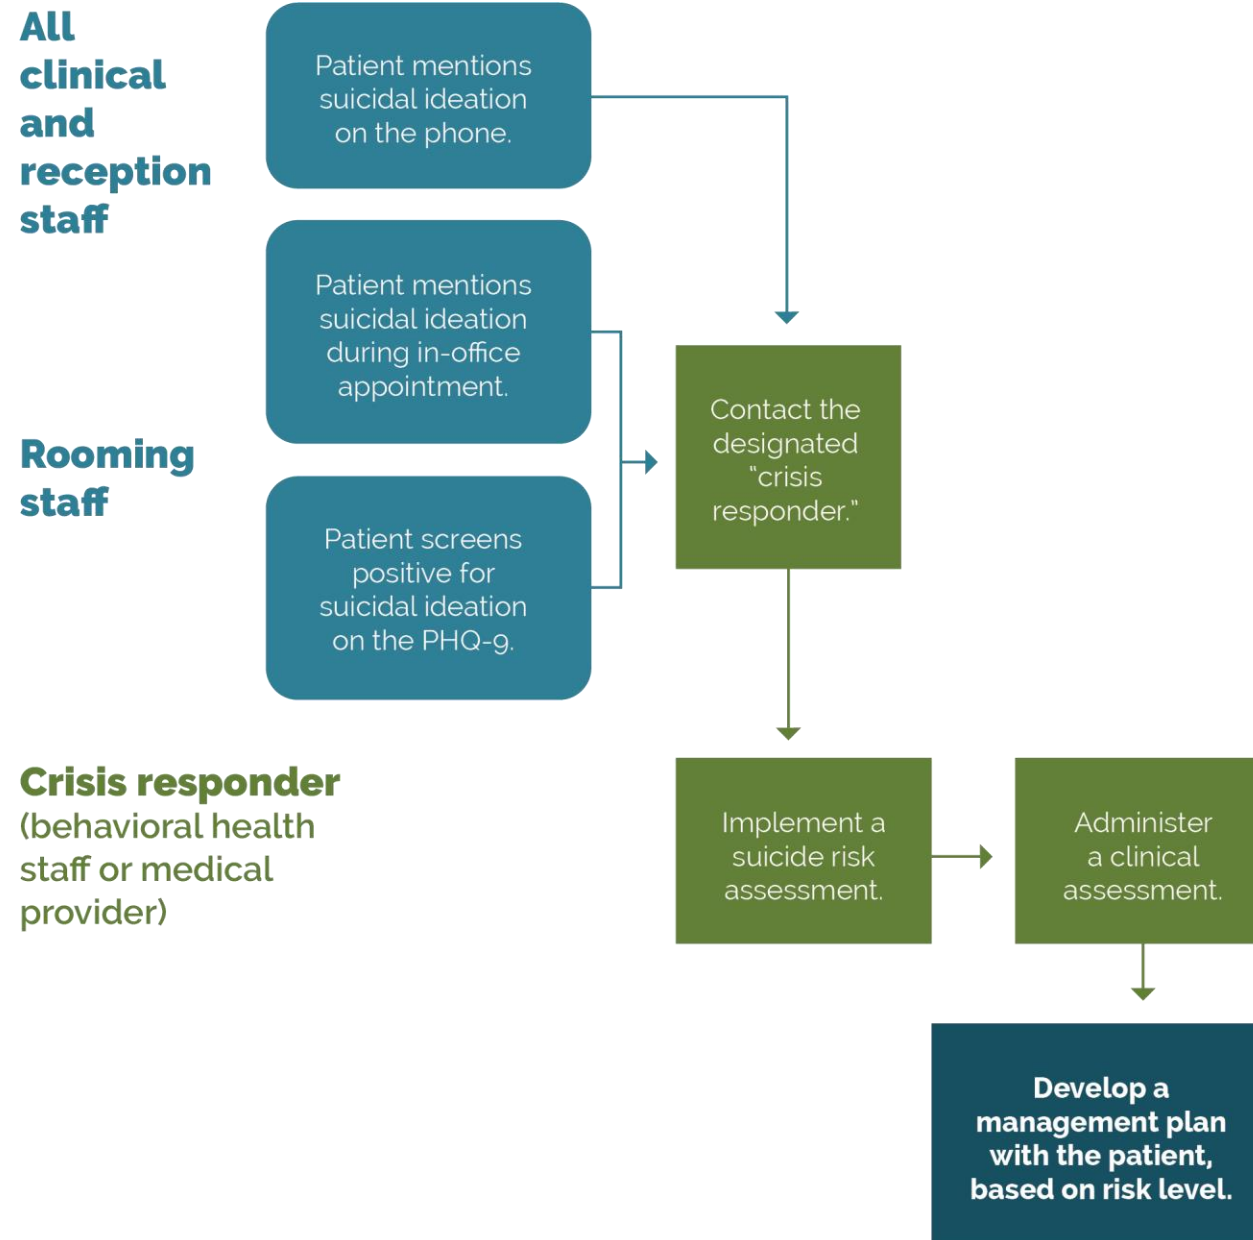 All
clinical
and
reception
staff
Patient mentions
suicidal ideation
on the phone.
Patient mentions
suicidal ideation
during in-office
appointment.
Rooming
staff
Patient screens
positive for
suicidal ideation
on the PHQ-9.
Contact the
designated
“crisis
responder.”
Crisis responder
(behavioral health
staff or medical
provider)
Implement a
suicide risk
assessment.
Administer
a clinical
assessment.
Develop a
management plan
with the patient,
based on risk level.